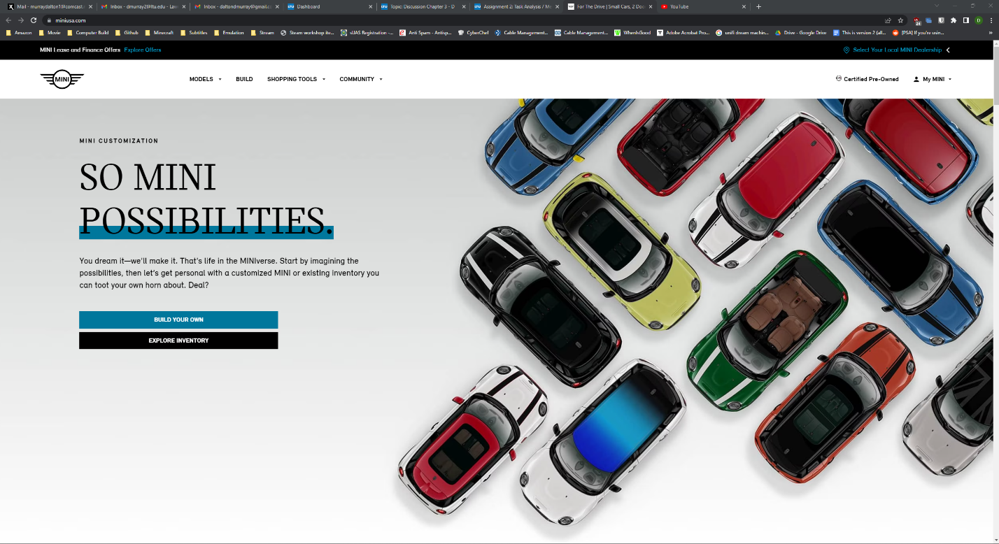 Mail - murraydalton1@comcast.
Inbox - dmurray2@ltu.edu - Law
Inbox - daltondmurray@gmail.c
LTU Dashboard
LTU Topic: Discussion Chapter 3 - D
LTU Assignment 2: Task Analysis / Mi
For The Drive | Small Cars, 2 Doo
YouTube
miniusa.com
24
D
Amazon
Movie
Computer Build
Github
Minecraft
Subtitles
Emulation
Stream
Steam workshop ite...
sUAS Registration -...
Anti Spam - Antisp...
CyberChef
Cable Management...
Cable Management...
WhenIsGood
Adobe Acrobat Pro...
unifi dream machin...
Drive - Google Drive
This is version 2 (all...
[PSA] If you're usin...
»
MINI Lease and Finance Offers Explore Offers
Select Your Local MINI Dealership
MINI
MODELS
BUILD
SHOPPING TOOLS
COMMUNITY
Certified Pre-Owned
My MINI
MINI CUSTOMIZATION
SO MINI
POSSIBILITIES.
You dream it—we'll make it. That's life in the MINIverse. Start by imagining the
possibilities, then let's get personal with a customized MINI or existing inventory you
can toot your own horn about. Deal?
BUILD YOUR OWN
EXPLORE INVENTORY